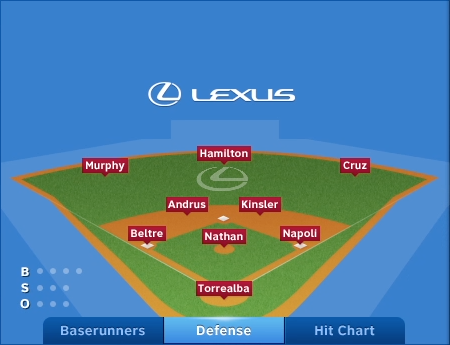 LEXUS
Hamilton
Murphy
Cruz
Andrus
Kinsler
Beltre
Nathan
Napoli
Torrealba
B
S
O
Baserunners
Defense
Hit Chart